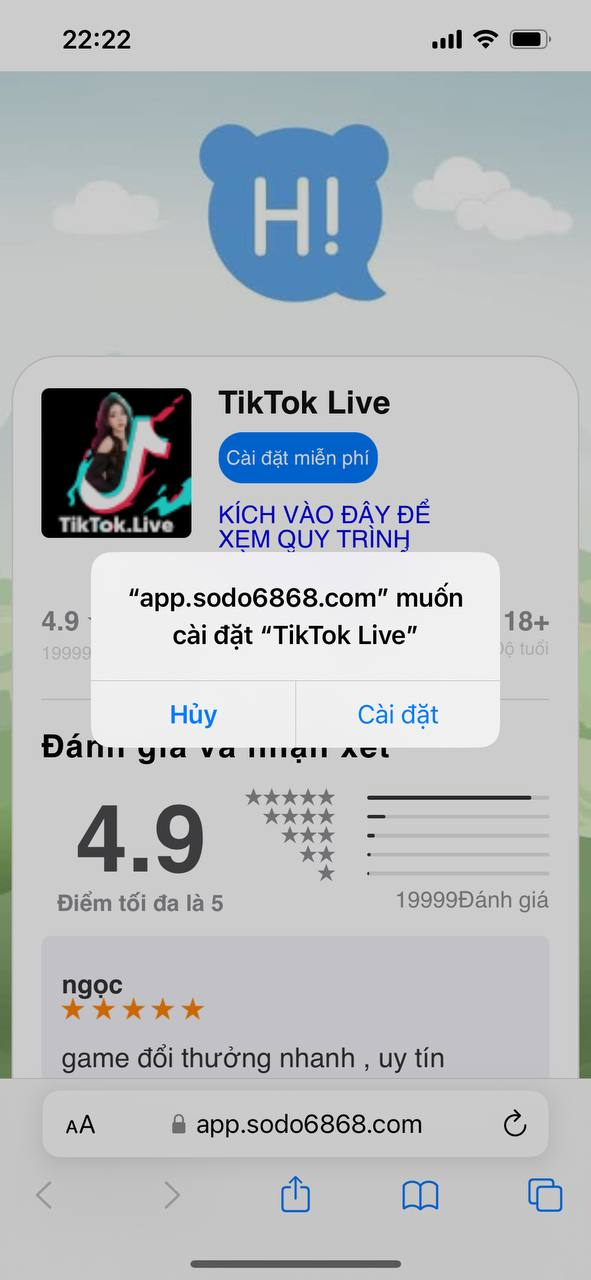 22:22
H!
TikTok Live
Cài đặt miễn phí
TikTok.Live
KÍCH VÀO ĐÂY ĐỂ
XEM QUY TRÌNH
“app.sodo6868.com” muốn
cài đặt “TikTok Live”
4.9
18+
19999
Độ tuổi
Hủy
Cài đặt
Đánh giá và nhận xét
4.9
Điểm tối đa là 5
19999Đánh giá
ngọc
★★★★★
game đổi thưởng nhanh , uy tín
AA
app.sodo6868.com